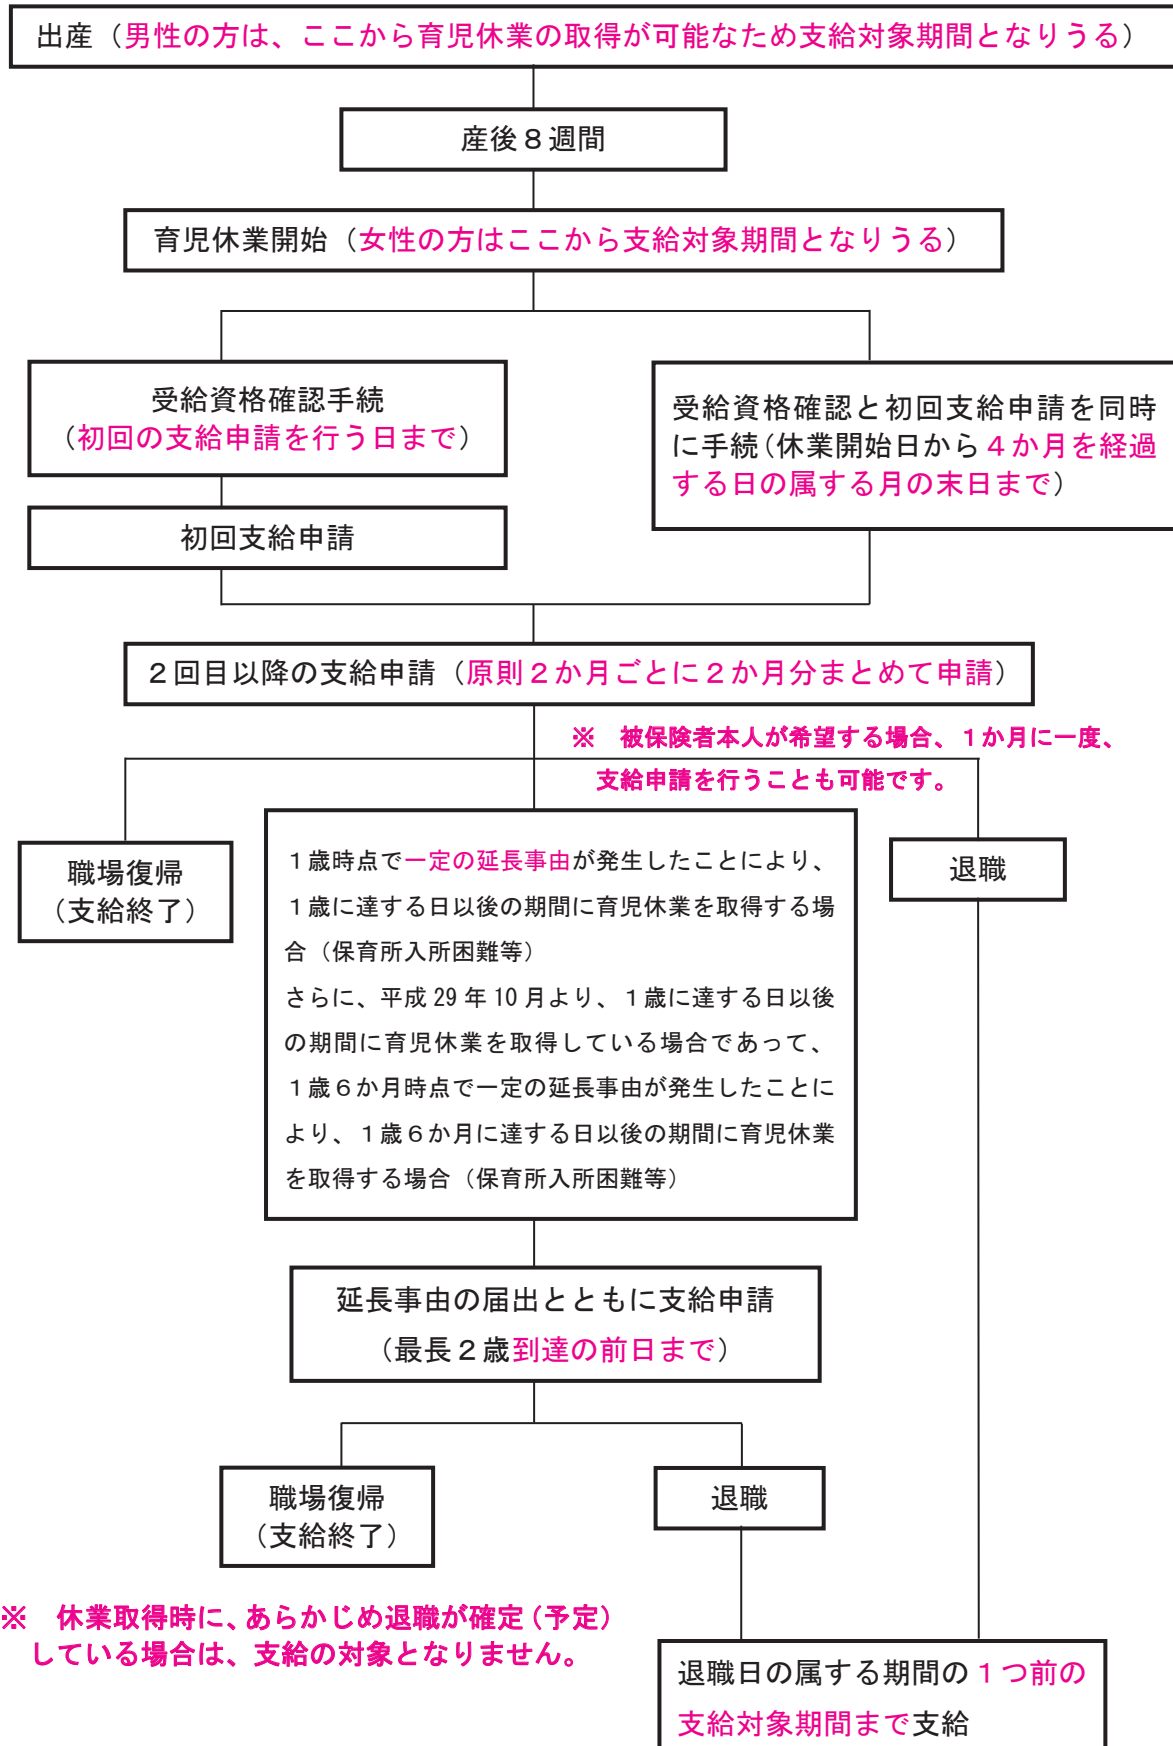 出産（男性の方は、ここから育児休業の取得が可能なため支給対象期間となりうる）
産後８週間
育児休業開始（女性の方はここから支給対象期間となりうる）
受給資格確認手続
（初回の支給申請を行う日まで）
初回支給申請
受給資格確認と初回支給申請を同時
に手続（休業開始日から４か月を経過
する日の属する月の末日まで）
２回目以降の支給申請（原則２か月ごとに２か月分まとめて申請）
※　被保険者本人が希望する場合、１か月に一度、
支給申請を行うことも可能です。
職場復帰
（支給終了）
１歳時点で一定の延長事由が発生したことにより、
１歳に達する日以後の期間に育児休業を取得する場
合（保育所入所困難等）
さらに、平成 29 年 10 月より、１歳に達する日以後
の期間に育児休業を取得している場合であって、
１歳６か月時点で一定の延長事由が発生したことに
より、１歳６か月に達する日以後の期間に育児休業
を取得する場合（保育所入所困難等）
退職
延長事由の届出とともに支給申請
（最長２歳到達の前日まで）
職場復帰
（支給終了）
退職
※　休業取得時に、あらかじめ退職が確定（予定）
している場合は、支給の対象となりません。
退職日の属する期間の１つ前の
支給対象期間まで支給